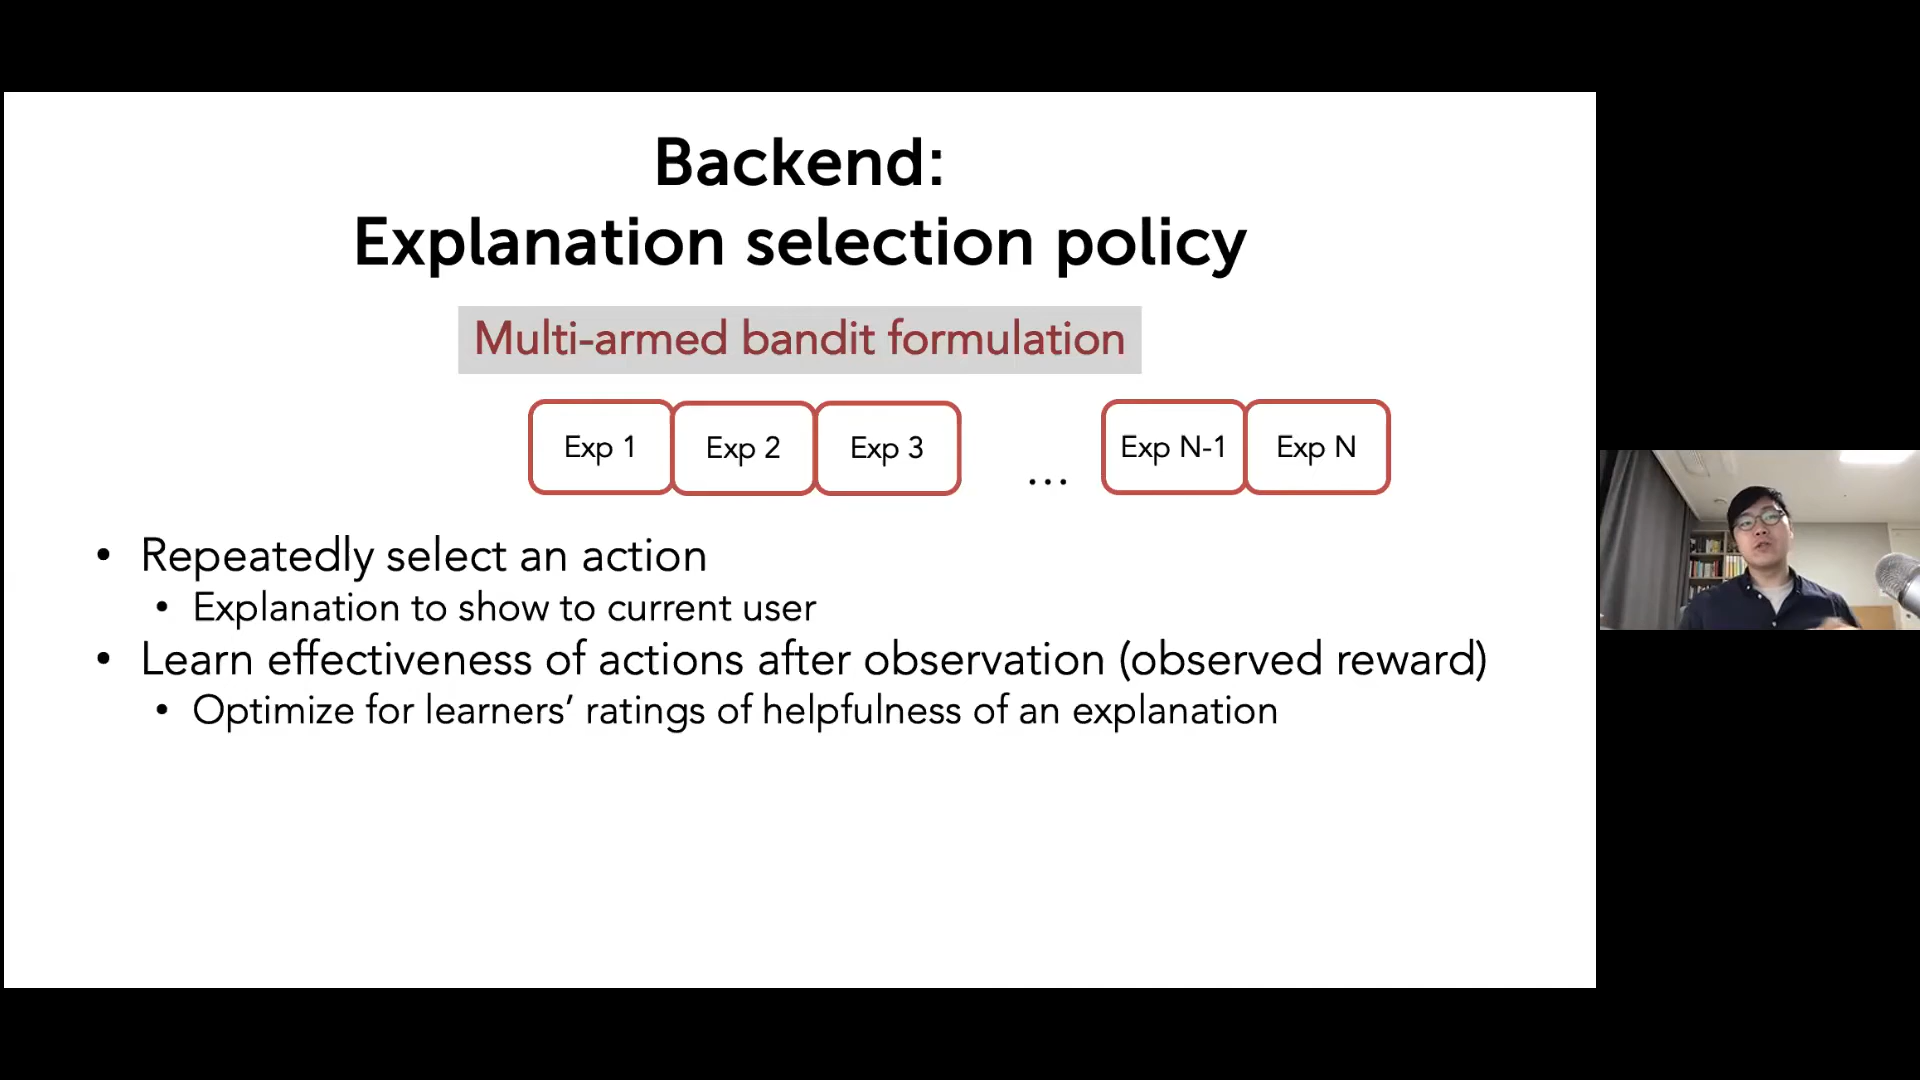 Backend:
Explanation selection policy
Multi-armed bandit formulation
Exp 1 Exp 2 Exp 3 ... Exp N-1 Exp N
• Repeatedly select an action
• Explanation to show to current user
• Learn effectiveness of actions after observation (observed reward)
• Optimize for learners’ ratings of helpfulness of an explanation